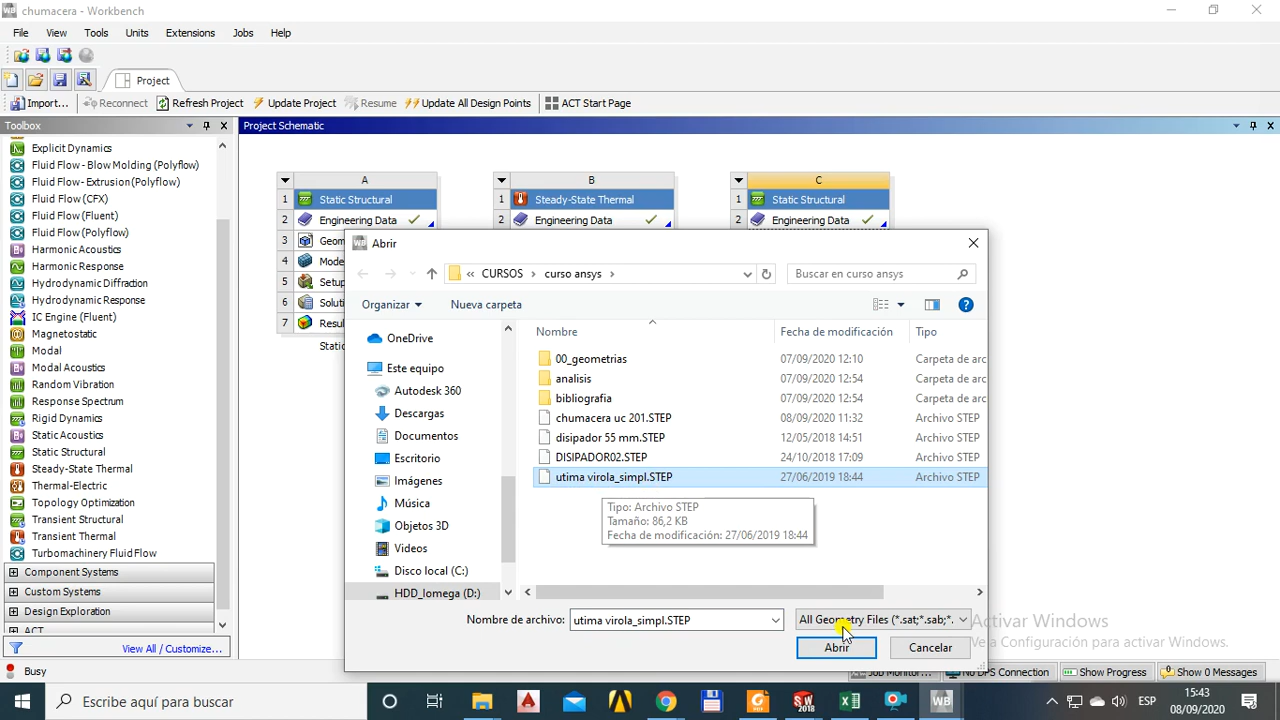 chumacera - Workbench
File View Tools Units Extensions Jobs Help
Project
Import... Reconnect Refresh Project Update Project Resume Update All Design Points ACT Start Page
Toolbox
Explicit Dynamics
Fluid Flow - Blow Molding (Polyflow)
Fluid Flow - Extrusion (Polyflow)
Fluid Flow (CFX)
Fluid Flow (Fluent)
Fluid Flow (Polyflow)
Harmonic Acoustics
Harmonic Response
Hydrodynamic Diffraction
Hydrodynamic Response
IC Engine (Fluent)
Magnetostatic
Modal
Modal Acoustics
Random Vibration
Response Spectrum
Rigid Dynamics
Static Acoustics
Static Structural
Steady-State Thermal
Thermal-Electric
Topology Optimization
Transient Structural
Transient Thermal
Turbomachinery Fluid Flow
Component Systems
Custom Systems
Design Exploration
ACT
View All / Customize...
Project Schematic
A
1 Static Structural
2 Engineering Data
3 Geom
4 Mode
5 Setup
6 Soluti
7 Resul
Static
B
1 Steady-State Thermal
2 Engineering Data
C
1 Static Structural
2 Engineering Data
WB Abrir
« CURSOS > curso ansys >
Buscar en curso ansys
Organizar Nueva carpeta
OneDrive
Este equipo
Autodesk 360
Descargas
Documentos
Escritorio
Imágenes
Música
Objetos 3D
Videos
Disco local (C:)
HDD_Iomega (D:)
Nombre Fecha de modificación Tipo
00_geometrias 07/09/2020 12:10 Carpeta de arc
analisis 07/09/2020 12:54 Carpeta de arc
bibliografia 07/09/2020 12:54 Carpeta de arc
chumacera uc 201.STEP 08/09/2020 11:32 Archivo STEP
disipador 55 mm.STEP 12/05/2018 14:51 Archivo STEP
DISIPADOR02.STEP 24/10/2018 17:09 Archivo STEP
utima virola_simpl.STEP 27/06/2019 18:44 Archivo STEP
Tipo: Archivo STEP
Tamaño: 86,2 KB
Fecha de modificación: 27/06/2019 18:44
Nombre de archivo: utima virola_simpl.STEP All Geometry Files (*.sat;*.sab;*.
Abrir Cancelar
Activar Windows
Ve a Configuración para activar Windows.
Busy
Job Monitor... No DPS Connection Show Progress Show 0 Messages
Escribe aquí para buscar
ESP
15:43
08/09/2020